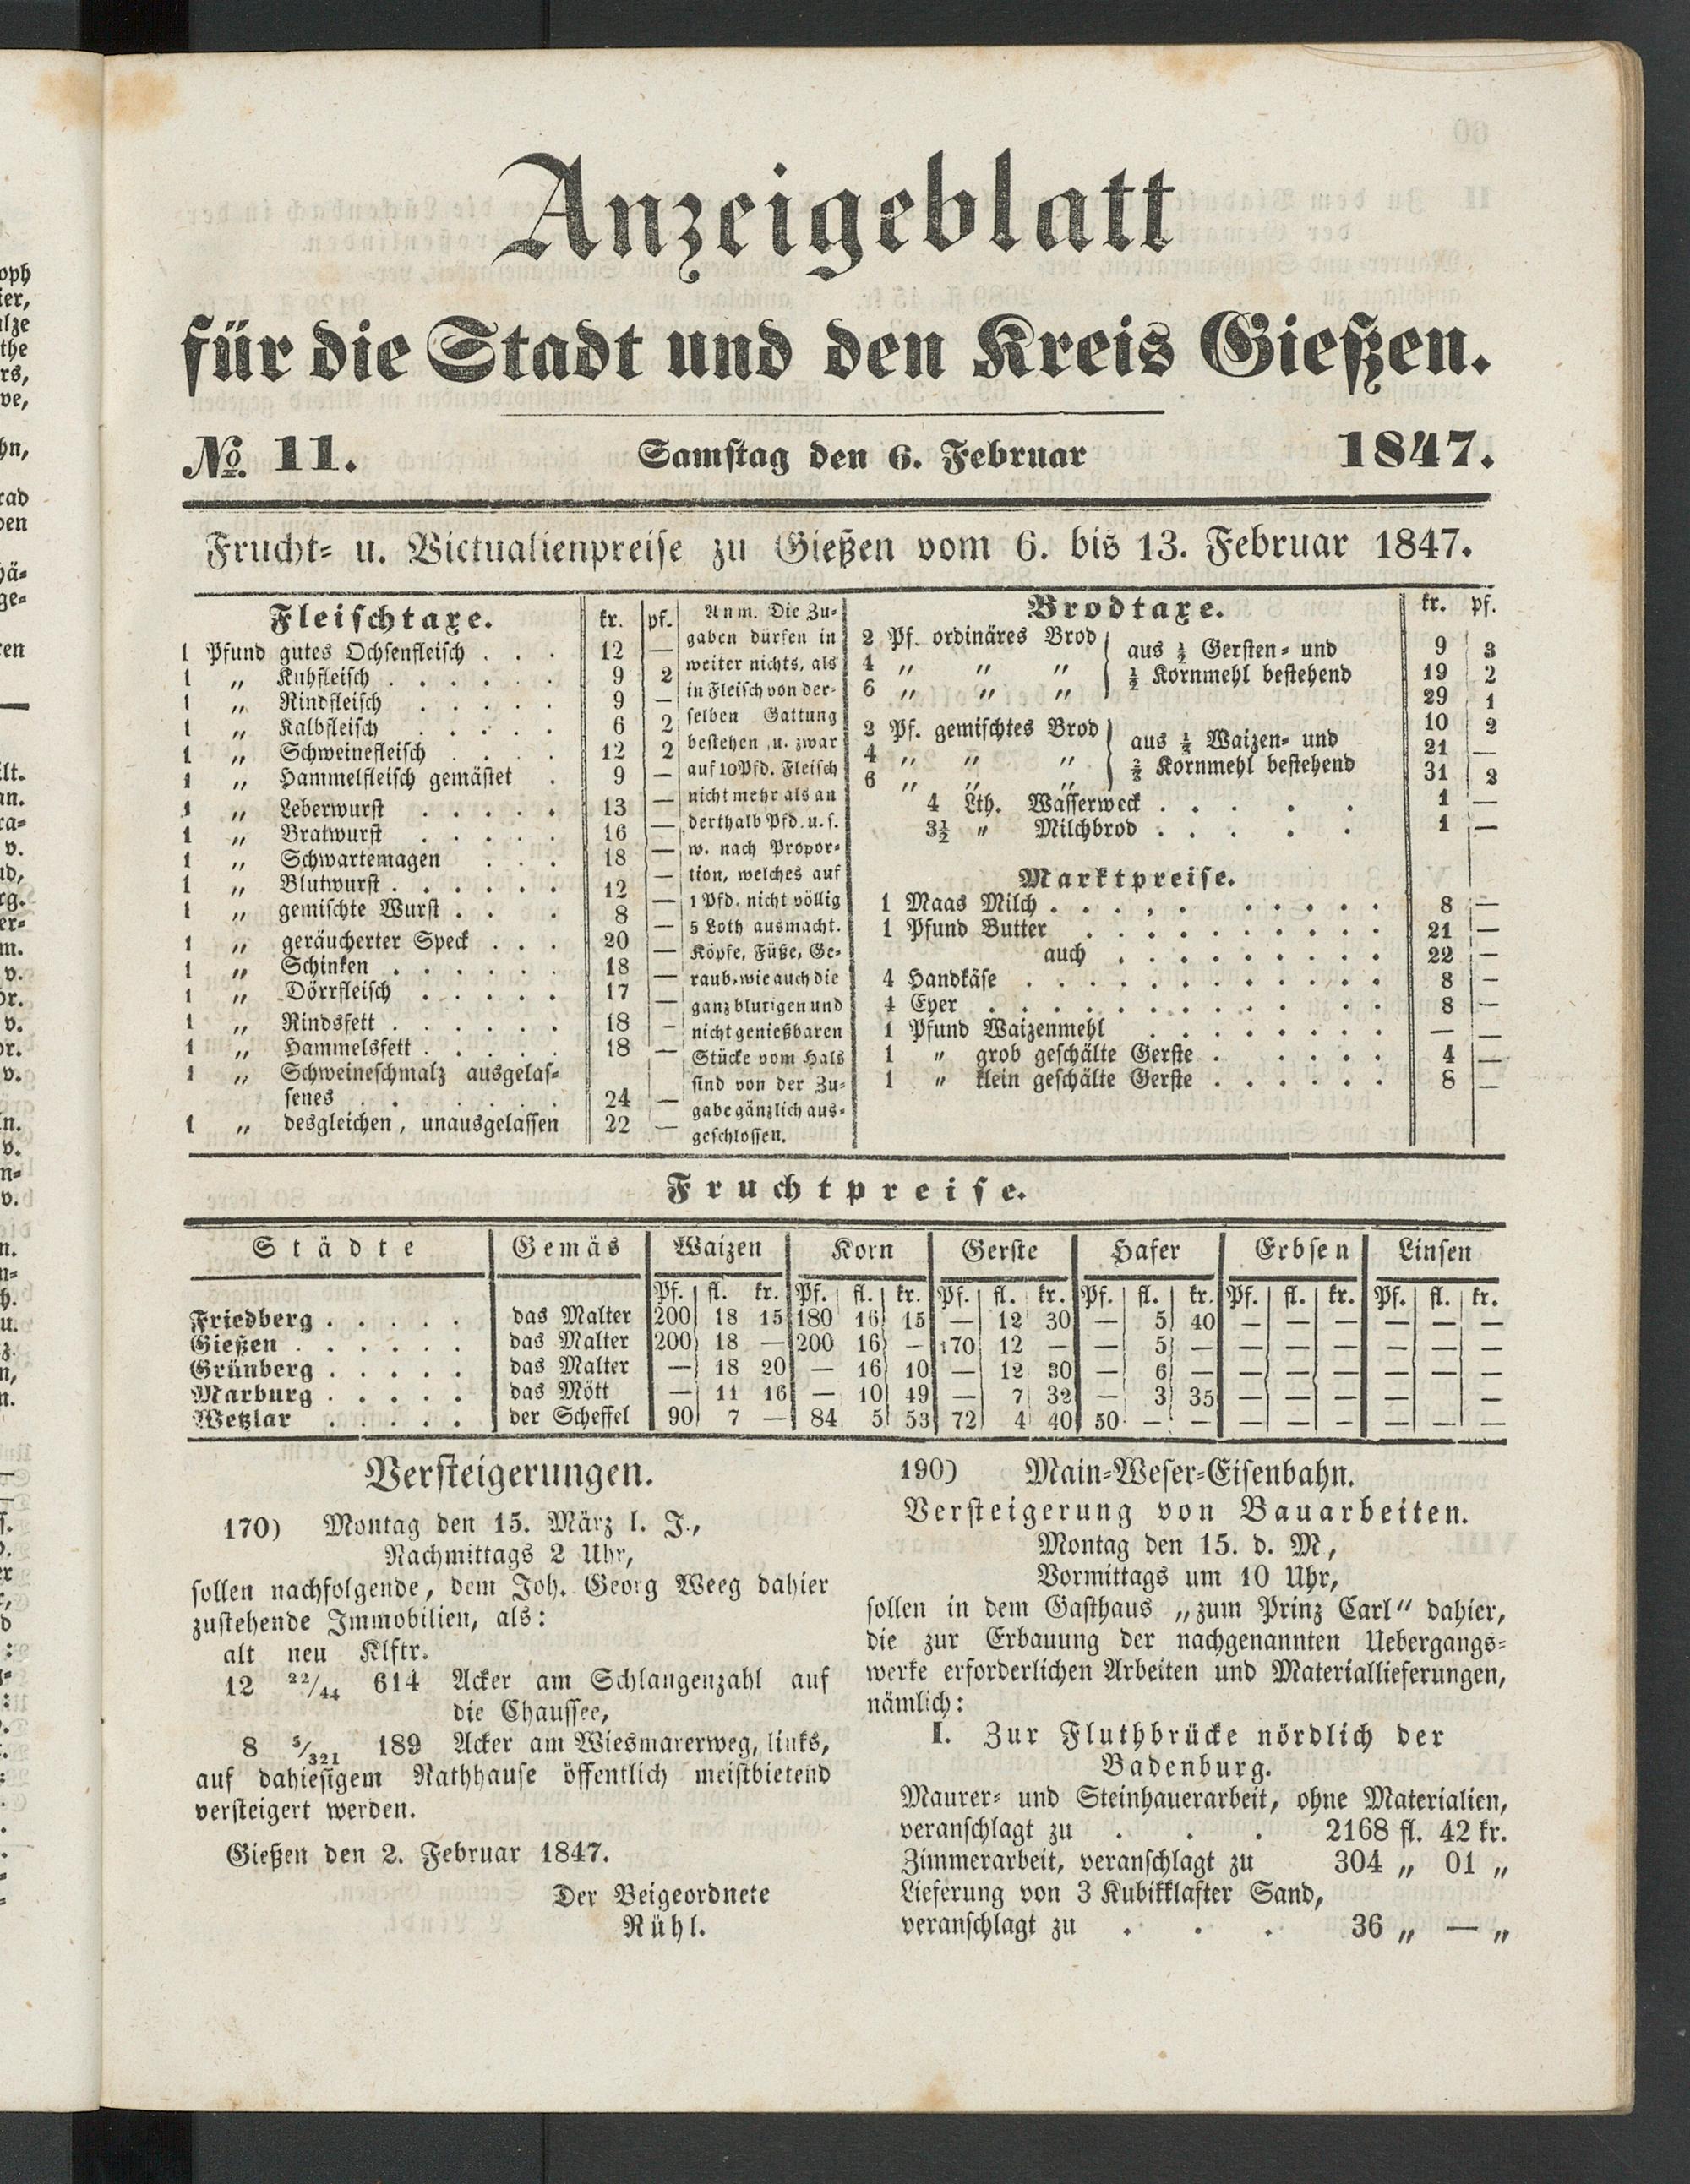 Anzeigeblatt
für die Stadt und den Kreis Gießen.
No. 11. Samstag den 6. Februar 1847.
Frucht- u. Victualienpreise zu Gießen vom 6. bis 13. Februar 1847.
Fleischtaxe. kr. pf.
1 Pfund gutes Ochsenfleisch . . . 12 —
1 „ Kuhfleisch . . . . . . 9 2
1 „ Rindfleisch . . . . . 9 —
1 „ Kalbfleisch . . . . . 6 2
1 „ Schweinefleisch . . . . 12 2
1 „ Hammelfleisch gemästet . 9 —
1 „ Leberwurst . . . . . 13 —
1 „ Bratwurst . . . . . 16 —
1 „ Schwartemagen . . . 18 —
1 „ Blutwurst . . . . . . 12 —
1 „ gemischte Wurst . . . . 8 —
1 „ geräucherter Speck . . . 20 —
1 „ Schinken . . . . . . 18 —
1 „ Dörrfleisch . . . . . 17 —
1 „ Rindsfett . . . . . . 18 —
1 „ Hammelsfett . . . . . 18 —
1 „ Schweineschmalz ausgelas-
senes . . . . . . 24 —
1 „ desgleichen, unausgelassen 22 —
Anm. Die Zu-
gaben dürfen in
weiter nichts, als
in Fleisch von der-
selben Gattung
bestehen, u. zwar
auf 10 Pfd. Fleisch
nicht mehr als an
derthalb Pfd. u. s.
w. nach Propor-
tion, welches auf
1 Pfd. nicht völlig
5 Loth ausmacht.
Köpfe, Füße, Ge-
raub, wie auch die
ganz blutigen und
nicht genießbaren
Stücke vom Hals
sind von der Zu-
gabe gänzlich aus-
geschlossen.
Brodtaxe. kr. pf.
2 Pf. ordinäres Brod aus ½ Gersten- und 9 3
4 „ „ „ ½ Kornmehl bestehend 19 2
6 „ „ „ 29 1
2 Pf. gemischtes Brod aus ⅓ Waizen- und 10 2
4 „ „ „ ⅔ Kornmehl bestehend 21 —
6 „ „ „ 31 2
4 Lth. Wasserweck . . . . . 1 —
3½ „ Milchbrod . . . . . 1 —
Marktpreise.
1 Maas Milch . . . . . . . . . . 8 —
1 Pfund Butter . . . . . . . . . 21 —
auch . . . . . . . . 22 —
4 Handkäse . . . . . . . . . . . 8 —
4 Eyer . . . . . . . . . . . . 8 —
1 Pfund Waizenmehl . . . . . . . — —
1 „ grob geschälte Gerste . . . . . 4 —
1 „ klein geschälte Gerste . . . . . . 8 —
Fruchtpreise.
Städte Gemäs Waizen Korn Gerste Hafer Erbsen Linsen
Pf. fl. kr. Pf. fl. kr. Pf. fl. kr. Pf. fl. kr. Pf. fl. kr. Pf. fl. kr.
Friedberg . . . . . das Malter 200 18 15 180 16 15 — 12 30 — 5 40 — — — — — —
Gießen . . . . . . das Malter 200 18 — 200 16 — 170 12 — — 5 — — — — — — —
Grünberg . . . . . das Malter — 18 20 — 16 10 — 12 30 — 6 — — — — — — —
Marburg . . . . . das Mött — 11 16 — 10 49 — 7 32 — 3 35 — — — — — —
Wetzlar . . . . . der Scheffel 90 7 — 84 5 53 72 4 40 50 — — — — — — — —
Versteigerungen.
170) Montag den 15. März l. J.,
Nachmittags 2 Uhr,
sollen nachfolgende, dem Joh. Georg Weeg dahier
zustehende Immobilien, als:
alt neu Klftr.
12 22/44 614 Acker am Schlangenzahl auf
die Chaussee,
8 5/321 189 Acker am Wiesmarerweg, links,
auf dahiesigem Rathhause öffentlich meistbietend
versteigert werden.
Gießen den 2. Februar 1847.
Der Beigeordnete
Rühl.
190) Main-Weser-Eisenbahn.
Versteigerung von Bauarbeiten.
Montag den 15. d. M,
Vormittags um 10 Uhr,
sollen in dem Gasthaus „zum Prinz Carl“ dahier,
die zur Erbauung der nachgenannten Uebergangs-
werke erforderlichen Arbeiten und Materiallieferungen,
nämlich:
I. Zur Fluthbrücke nördlich der
Badenburg.
Maurer- und Steinhauerarbeit, ohne Materialien,
veranschlagt zu . . . 2168 fl. 42 kr.
Zimmerarbeit, veranschlagt zu 304 „ 01 „
Lieferung von 3 Kubikklafter Sand,
veranschlagt zu . . . 36 „ — „